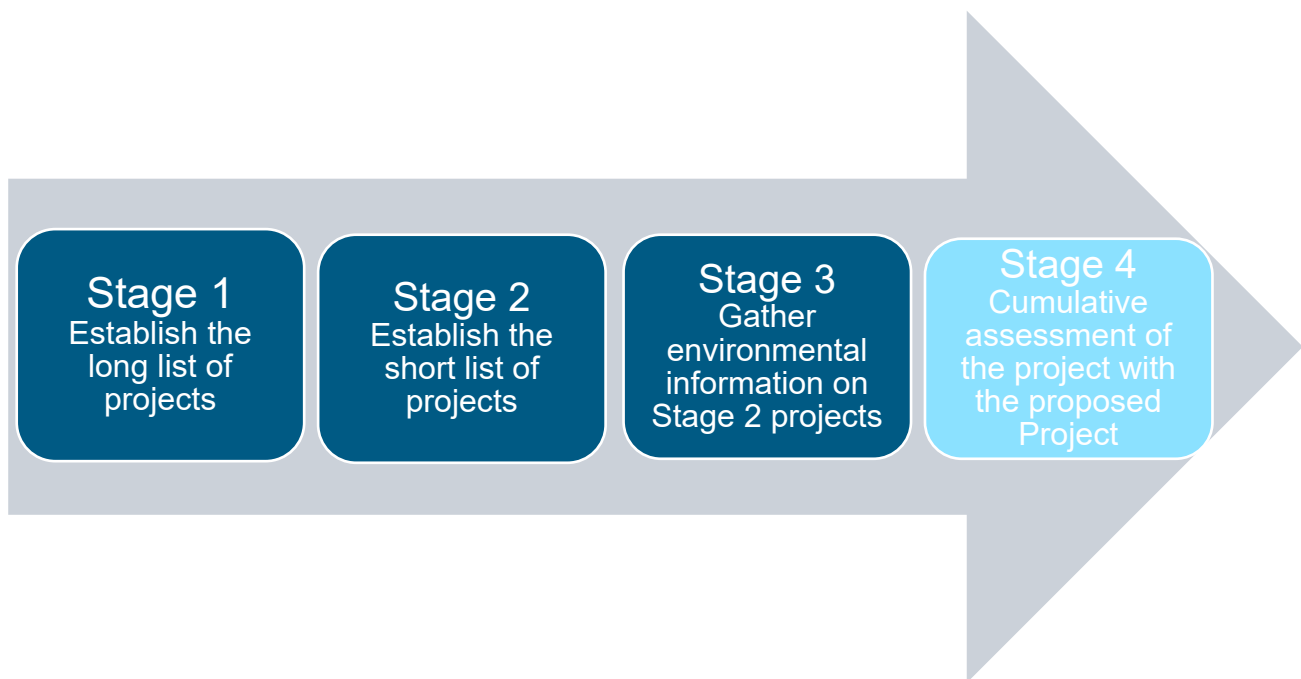 Stage 1
Establish the
long list of
projects
Stage 2
Establish the
short list of
projects
Stage 3
Gather
environmental
information on
Stage 2 projects
Stage 4
Cumulative
assessment of
the project with
the proposed
Project